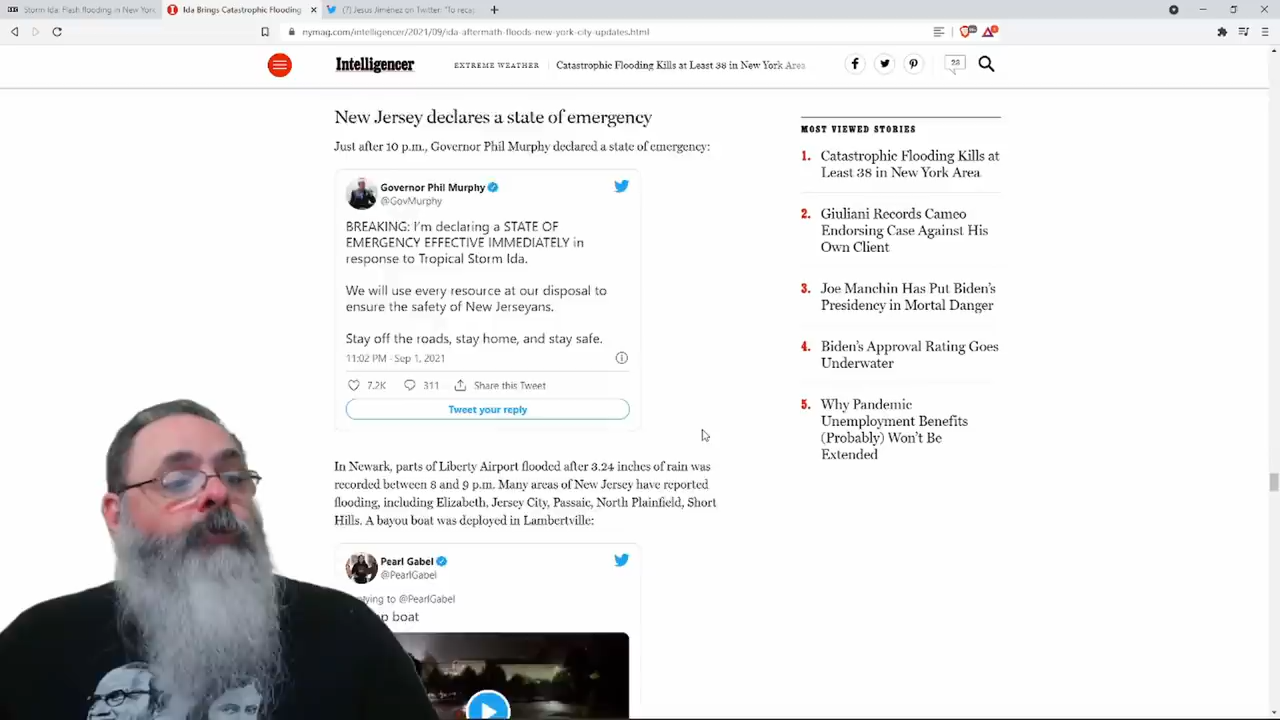 Storm Ida: Flash flooding in New York
Ida Brings Catastrophic Flooding
(7) Jesus Jiménez on Twitter: "To reca
nymag.com/intelligencer/2021/09/ida-aftermath-floods-new-york-city-updates.html
Intelligencer
EXTREME WEATHER
Catastrophic Flooding Kills at Least 38 in New York Area
28
New Jersey declares a state of emergency
Just after 10 p.m., Governor Phil Murphy declared a state of emergency:
Governor Phil Murphy
@GovMurphy
BREAKING: I'm declaring a STATE OF
EMERGENCY EFFECTIVE IMMEDIATELY in
response to Tropical Storm Ida.
We will use every resource at our disposal to
ensure the safety of New Jerseyans.
Stay off the roads, stay home, and stay safe.
11:02 PM · Sep 1, 2021
7.2K 311 Share this Tweet
Tweet your reply
In Newark, parts of Liberty Airport flooded after 3.24 inches of rain was
recorded between 8 and 9 p.m. Many areas of New Jersey have reported
flooding, including Elizabeth, Jersey City, Passaic, North Plainfield, Short
Hills. A bayou boat was deployed in Lambertville:
Pearl Gabel
@PearlGabel
tying to @PearlGabel
boat
MOST VIEWED STORIES
1. Catastrophic Flooding Kills at
Least 38 in New York Area
2. Giuliani Records Cameo
Endorsing Case Against His
Own Client
3. Joe Manchin Has Put Biden's
Presidency in Mortal Danger
4. Biden's Approval Rating Goes
Underwater
5. Why Pandemic
Unemployment Benefits
(Probably) Won't Be
Extended